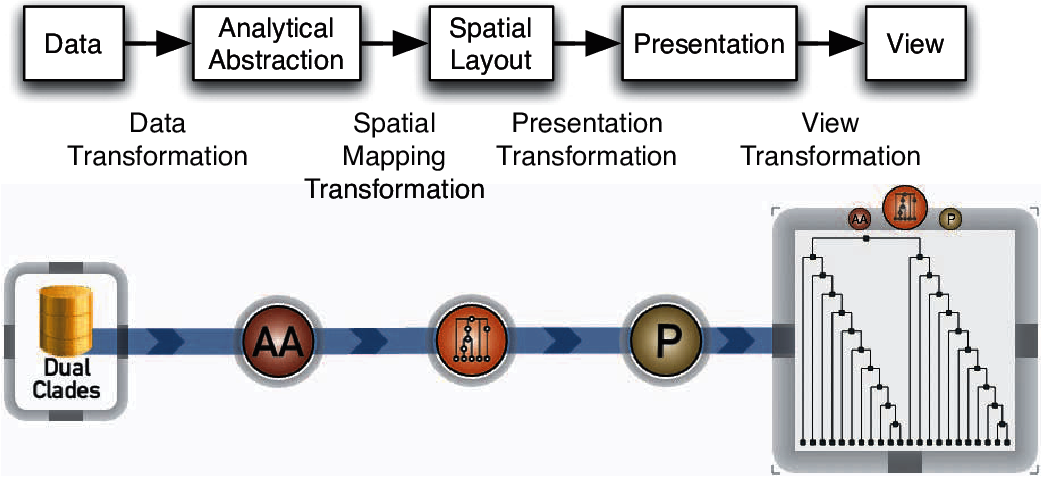 Data
Analytical
Abstraction
Spatial
Layout
Presentation
View
Data
Transformation
Spatial
Mapping
Transformation
Presentation
Transformation
View
Transformation
AA
P
Dual
Clades
AA
P